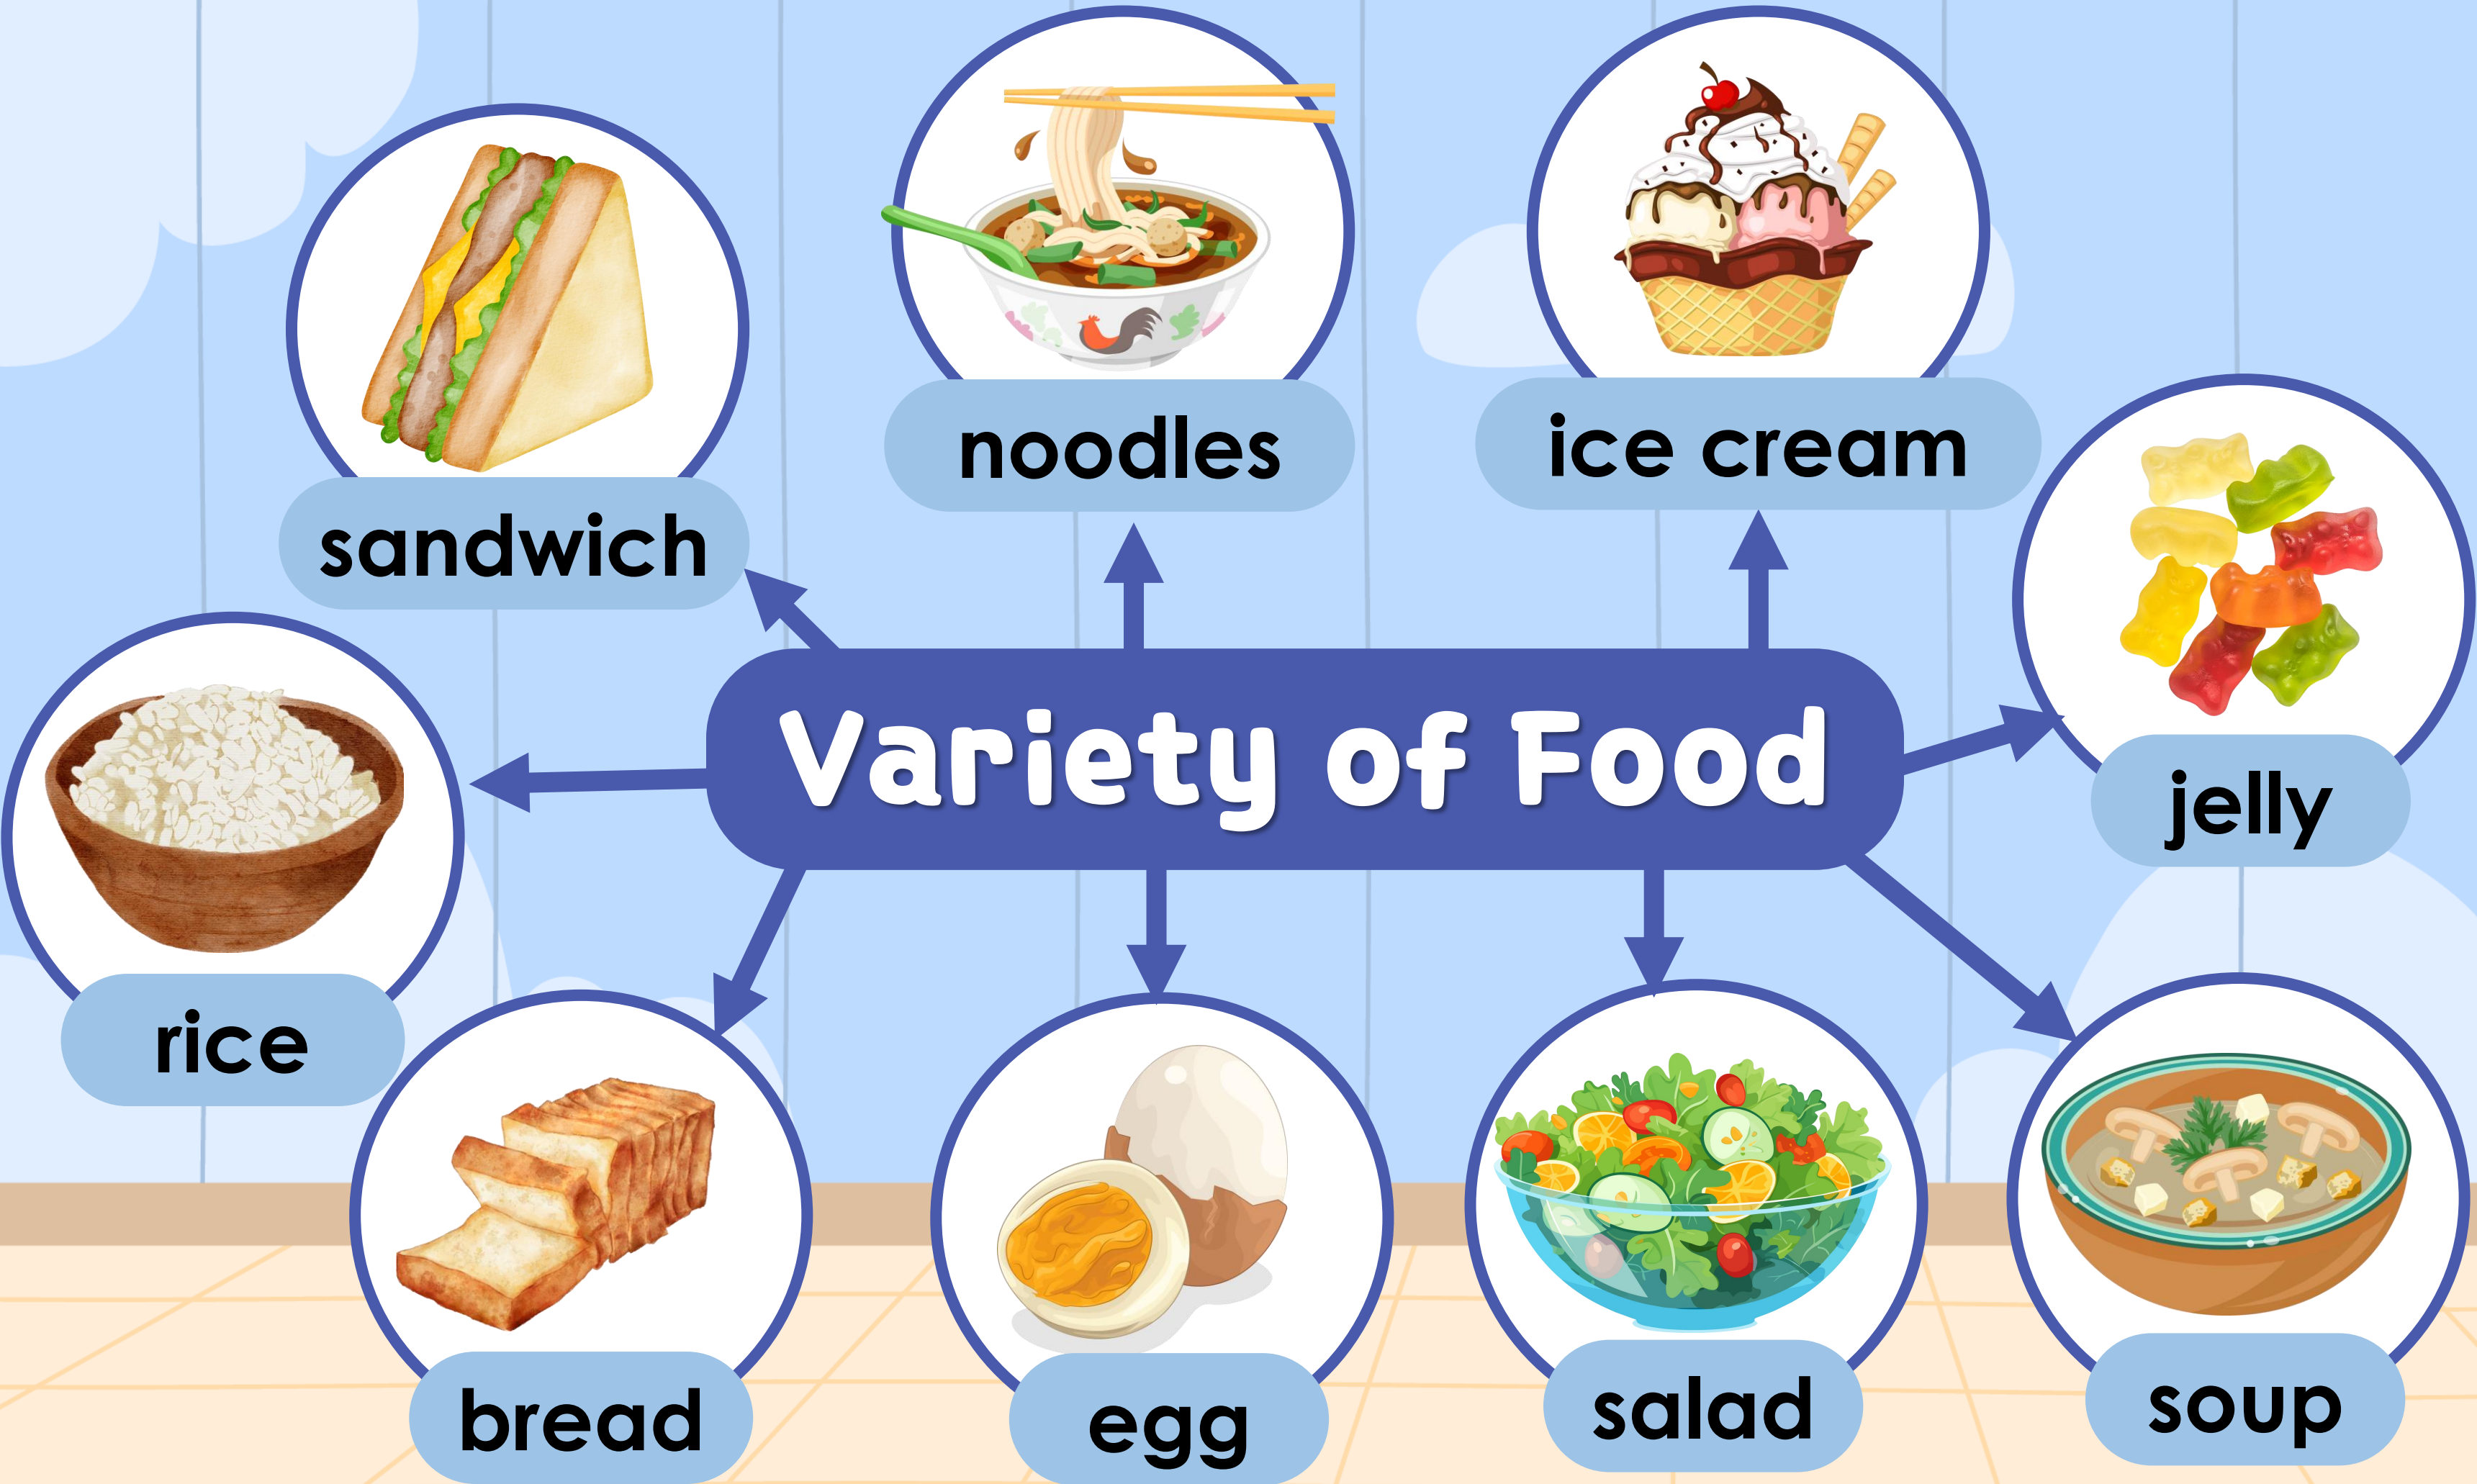 noodles
ice cream
sandwich
Variety of Food
jelly
rice
bread
egg
salad
soup